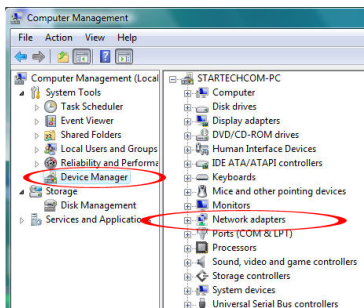 Computer Management
File Action View Help
Computer Management (Local
System Tools
Task Scheduler
Event Viewer
Shared Folders
Local Users and Groups
Reliability and Performa
Device Manager
Storage
Disk Management
Services and Applications
STARTECHCOM-PC
Computer
Disk drives
Display adapters
DVD/CD-ROM drives
Human Interface Devices
IDE ATA/ATAPI controllers
Keyboards
Mice and other pointing devices
Monitors
Network adapters
Ports (COM & LPT)
Processors
Sound, video and game controllers
Storage controllers
System devices
Universal Serial Bus controllers